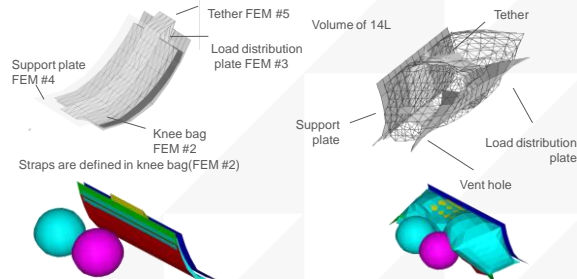 Tether FEM #5
Load distribution
plate FEM #3
Support plate
FEM #4
Knee bag
FEM #2
Straps are defined in knee bag(FEM #2)
Volume of 14L
Tether
Support
plate
Load distribution
plate
Vent hole